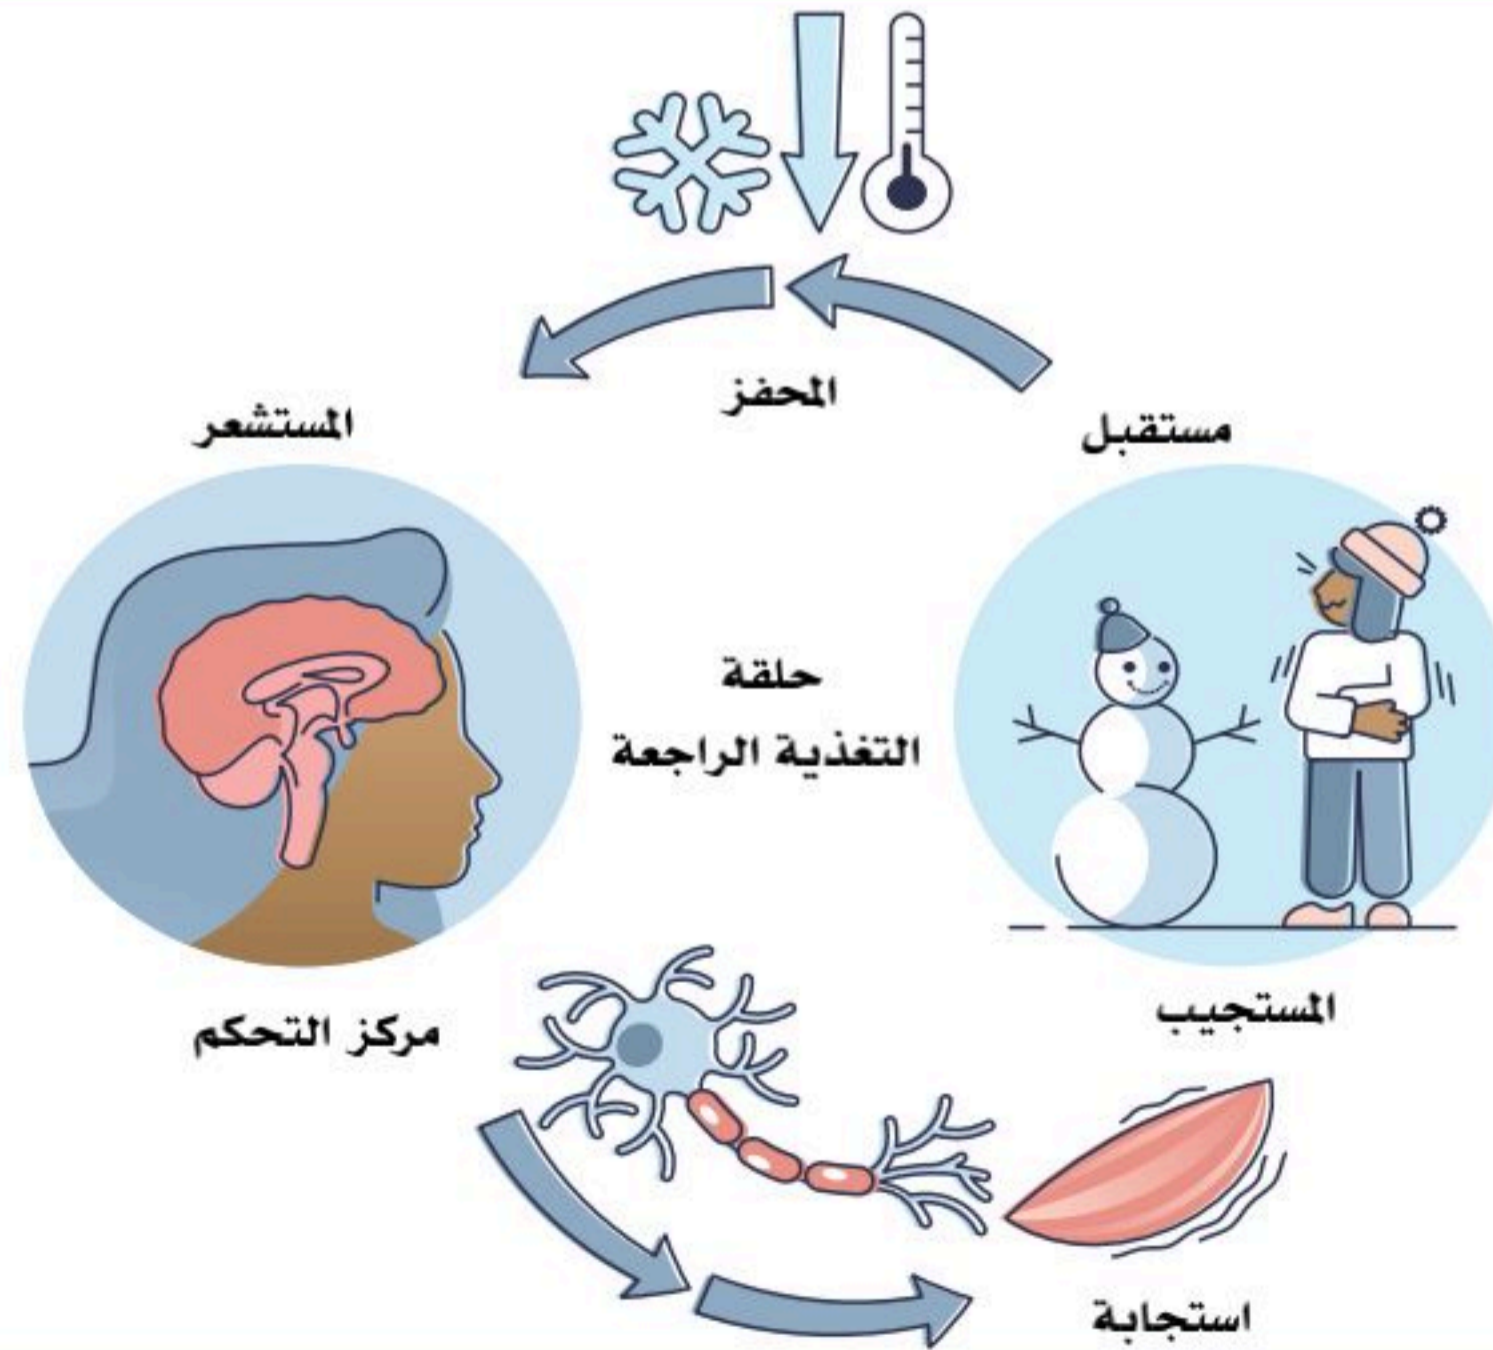 المحفز
مستقبل
المستشعر
حلقة
التغذية الراجعة
المستجيب
مركز التحكم
استجابة